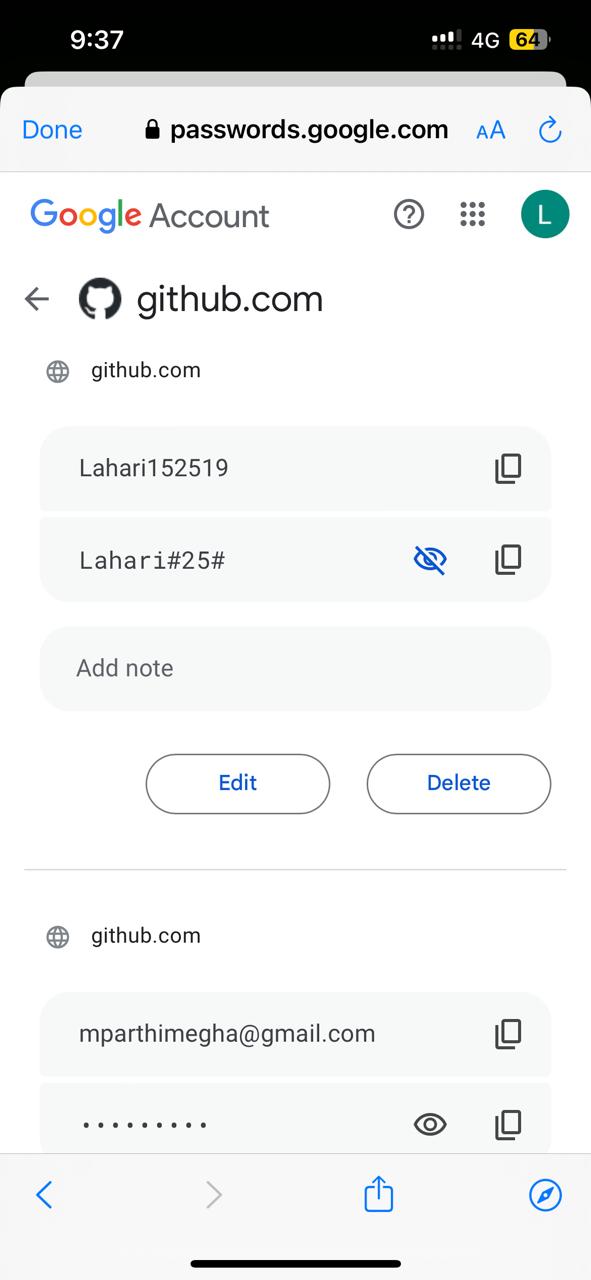 9:37
4G 64
Done passwords.google.com AA
Google Account L
github.com
github.com
Lahari152519
Lahari#25#
Add note
Edit Delete
github.com
mparthimegha@gmail.com
•••••••••